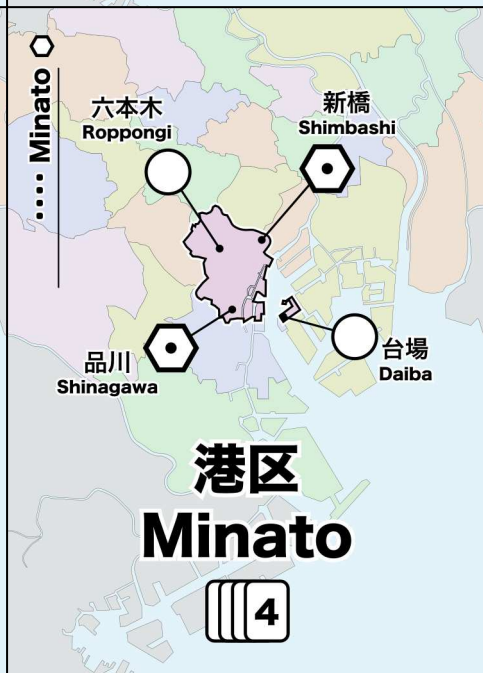 •••• Minato
六本木
Roppongi
新橋
Shimbashi
品川
Shinagawa
台場
Daiba
港区
Minato
4